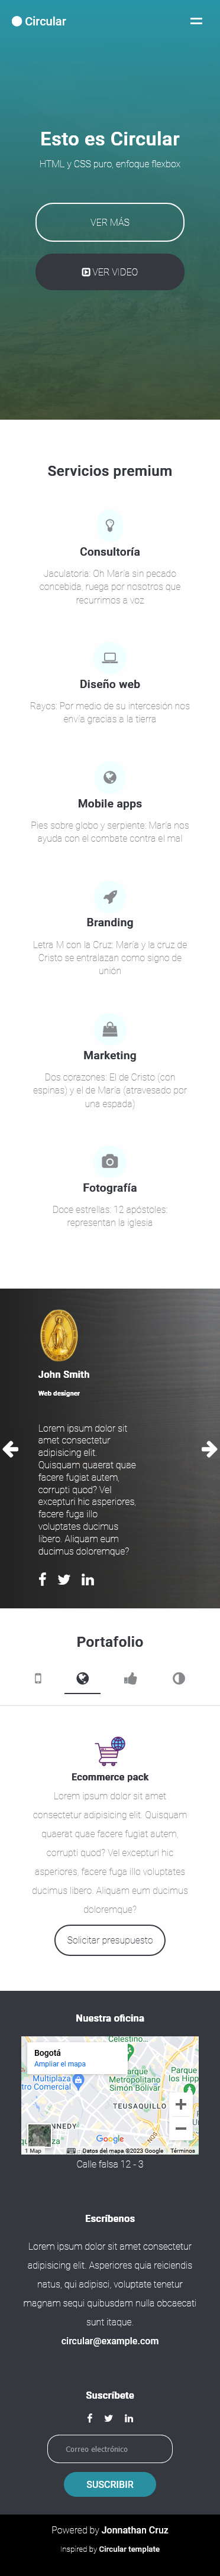 Circular
Esto es Circular
HTML y CSS puro, enfoque flexbox
VER MÁS
VER VIDEO
Servicios premium
Consultoría
Jaculatoria: Oh María sin pecado
concebida, ruega por nosotros que
recurrimos a voz
Diseño web
Rayos: Por medio de su intercesión nos
envía gracias a la tierra
Mobile apps
Pies sobre globo y serpiente: María nos
ayuda con el combate contra el mal
Branding
Letra M con la Cruz: María y la cruz de
Cristo se entralazan como signo de
unión
Marketing
Dos corazones: El de Cristo (con
espinas) y el de María (atravesado por
una espada)
Fotografía
Doce estrellas: 12 apóstoles:
representan la iglesia
John Smith
Web designer
Lorem ipsum dolor sit
amet consectetur
adipisicing elit.
Quisquam quaerat quae
facere fugiat autem,
corrupti quod? Vel
excepturi hic asperiores,
facere fuga illo
voluptates ducimus
libero. Aliquam eum
ducimus doloremque?
Portafolio
Ecommerce pack
Lorem ipsum dolor sit amet
consectetur adipisicing elit. Quisquam
quaerat quae facere fugiat autem,
corrupti quod? Vel excepturi hic
asperiores, facere fuga illo voluptates
ducimus libero. Aliquam eum ducimus
doloremque?
Solicitar presupuesto
Nuestra oficina
Celestino
Bogotá
Ampliar el mapa
Multiplaza
tro Comercial
Parque
Metropolitano
Simón Bolívar
Mo
TEUSAQUILLO
NNEDY
Google
1 Map
Datos del mapa ©2023 Google
Términos
Calle falsa 12 - 3
Escríbenos
Lorem ipsum dolor sit amet consectetur
adipisicing elit. Asperiores quia reiciendis
natus, qui adipisci, voluptate tenetur
magnam sequi quibusdam nulla obcaecati
sunt itaque.
circular@example.com
Suscríbete
Correo electrónico
SUSCRIBIR
Powered by Jonnathan Cruz
Inspired by Circular template